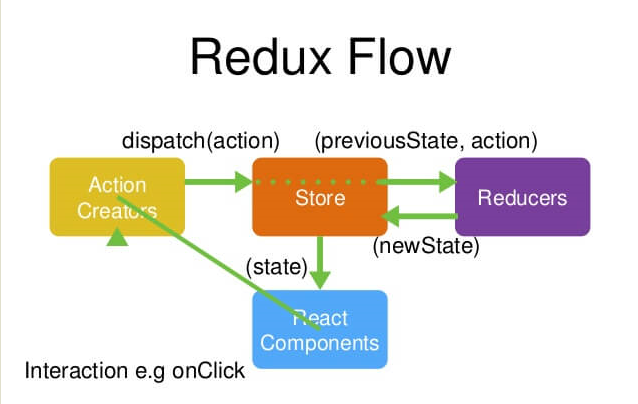 Redux Flow
dispatch(action)
(previousState, action)
Action
Creators
Store
Reducers
(newState)
(state)
React
Components
Interaction e.g onClick